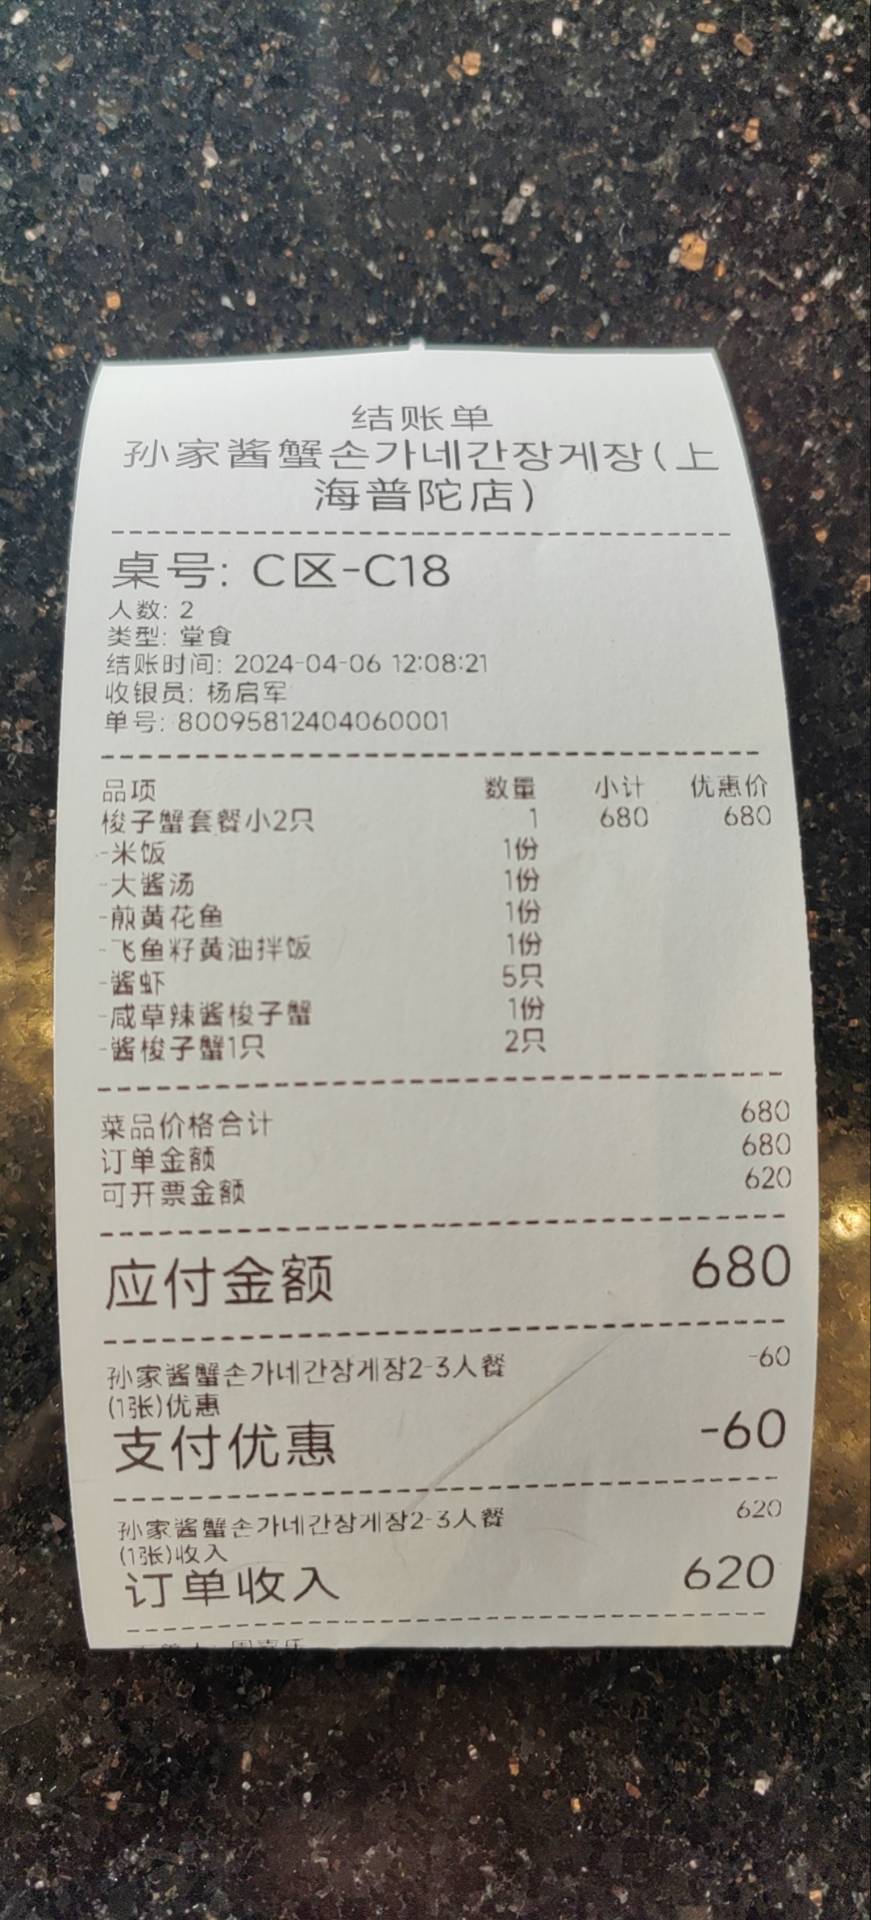 结账单
孙家酱蟹손가네간장게장(上
海普陀店)
桌号: C区-C18
人数: 2
类型: 堂食
结账时间: 2024-04-06 12:08:21
收银员: 杨启军
单号: 80095812404060001
品项 数量 小计 优惠价
梭子蟹套餐小2只 1 680 680
-米饭 1份
-大酱汤 1份
-煎黄花鱼 1份
-飞鱼籽黄油拌饭 1份
-酱虾 5只
-咸草辣酱梭子蟹 1份
-酱梭子蟹1只 2只
菜品价格合计 680
订单金额 680
可开票金额 620
应付金额 680
孙家酱蟹손가네간장게장2-3人餐 -60
(1张)优惠
支付优惠 -60
孙家酱蟹손가네간장게장2-3人餐 620
(1张)收入
订单收入 620